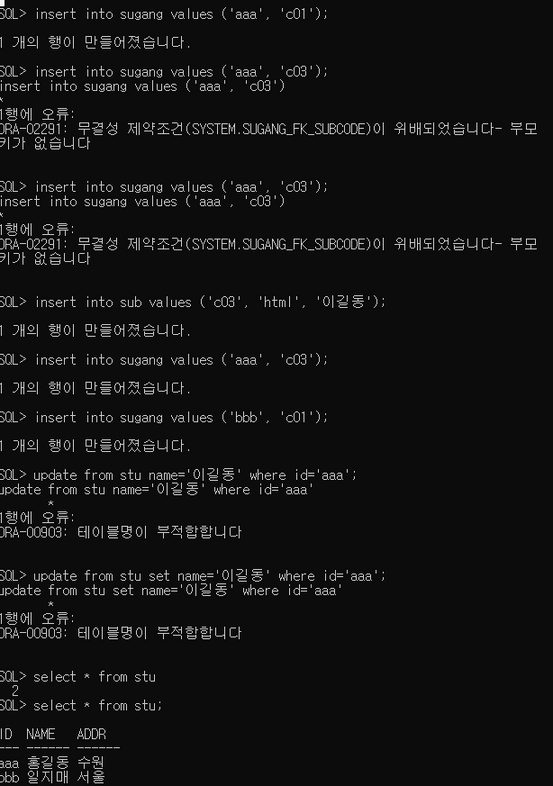 SQL> insert into sugang values ('aaa', 'c01');
1 개의 행이 만들어졌습니다.
SQL> insert into sugang values ('aaa', 'c03');
insert into sugang values ('aaa', 'c03')
*
1행에 오류:
ORA-02291: 무결성 제약조건(SYSTEM.SUGANG_FK_SUBCODE)이 위배되었습니다- 부모
키가 없습니다
SQL> insert into sugang values ('aaa', 'c03');
insert into sugang values ('aaa', 'c03')
*
1행에 오류:
ORA-02291: 무결성 제약조건(SYSTEM.SUGANG_FK_SUBCODE)이 위배되었습니다- 부모
키가 없습니다
SQL> insert into sub values ('c03', 'html', '이길동');
1 개의 행이 만들어졌습니다.
SQL> insert into sugang values ('aaa', 'c03');
1 개의 행이 만들어졌습니다.
SQL> insert into sugang values ('bbb', 'c01');
1 개의 행이 만들어졌습니다.
SQL> update from stu name='이길동' where id='aaa';
update from stu name='이길동' where id='aaa'
*
1행에 오류:
ORA-00903: 테이블명이 부적합합니다
SQL> update from stu set name='이길동' where id='aaa';
update from stu set name='이길동' where id='aaa'
*
1행에 오류:
ORA-00903: 테이블명이 부적합합니다
SQL> select * from stu
2
SQL> select * from stu;
ID NAME ADDR
--- ------ ------
aaa 홍길동 수원
bbb 일지매 서울